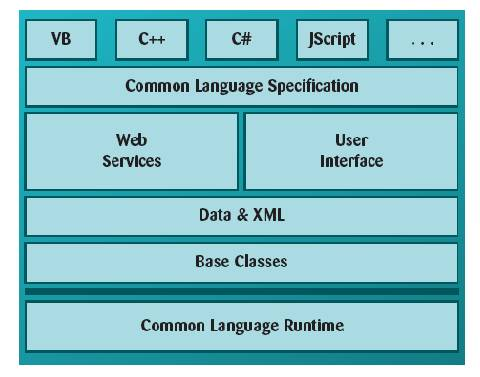 VB C++ C# JScript ...
Common Language Specification
Web
Services
User
Interface
Data & XML
Base Classes
Common Language Runtime